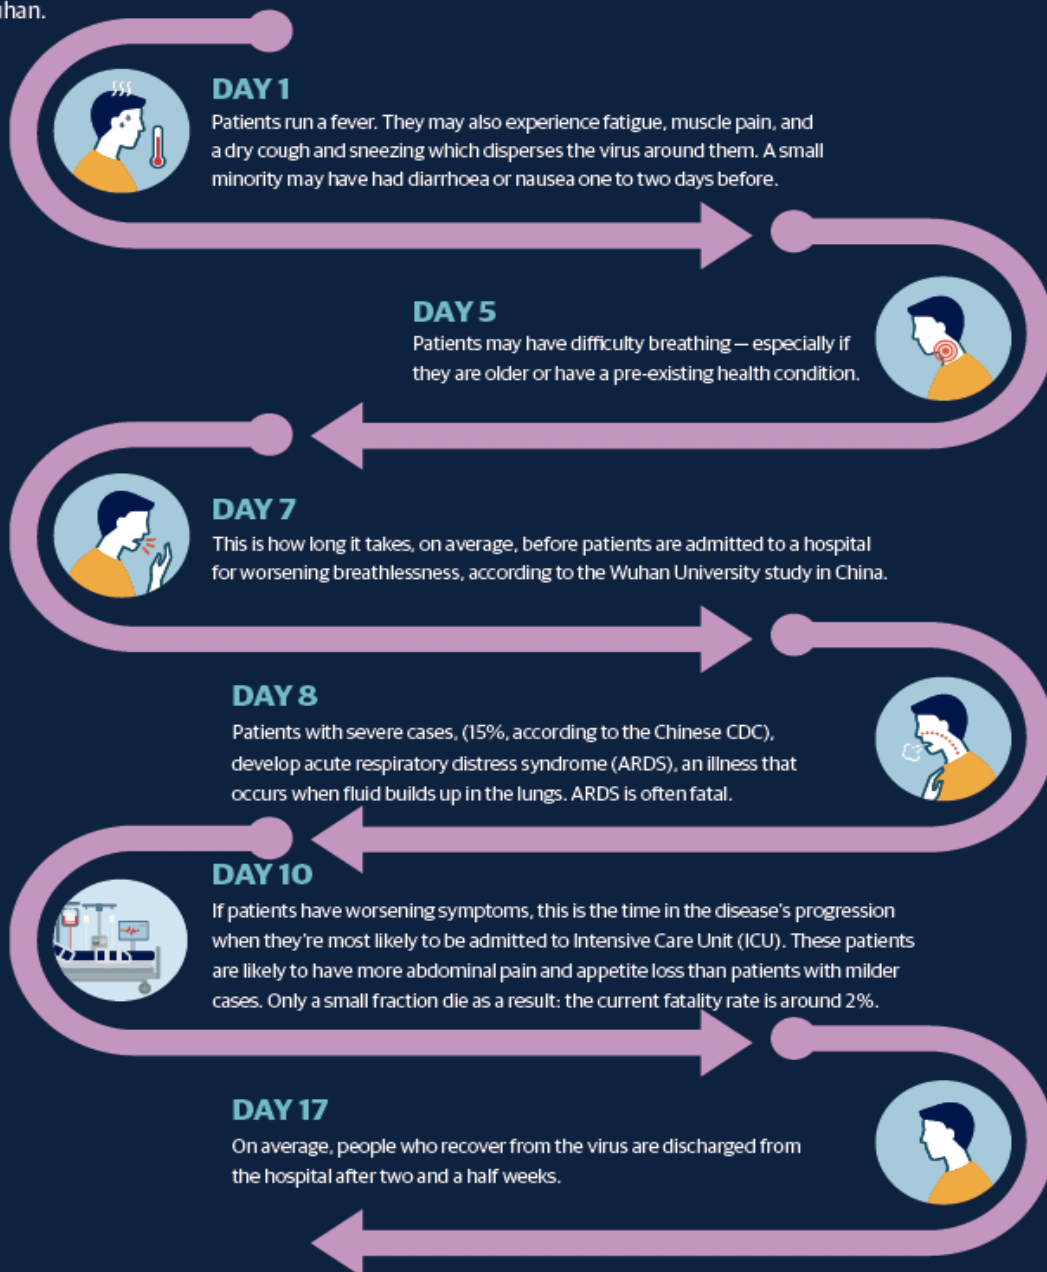 DAY 1
Patients run a fever. They may also experience fatigue, muscle pain, and
a dry cough and sneezing which disperses the virus around them. A small
minority may have had diarrhoea or nausea one to two days before.
DAY 5
Patients may have difficulty breathing — especially if
they are older or have a pre-existing health condition.
DAY 7
This is how long it takes, on average, before patients are admitted to a hospital
for worsening breathlessness, according to the Wuhan University study in China.
DAY 8
Patients with severe cases, (15%, according to the Chinese CDC),
develop acute respiratory distress syndrome (ARDS), an illness that
occurs when fluid builds up in the lungs. ARDS is often fatal.
DAY 10
If patients have worsening symptoms, this is the time in the disease's progression
when they're most likely to be admitted to Intensive Care Unit (ICU). These patients
are likely to have more abdominal pain and appetite loss than patients with milder
cases. Only a small fraction die as a result: the current fatality rate is around 2%.
DAY 17
On average, people who recover from the virus are discharged from
the hospital after two and a half weeks.